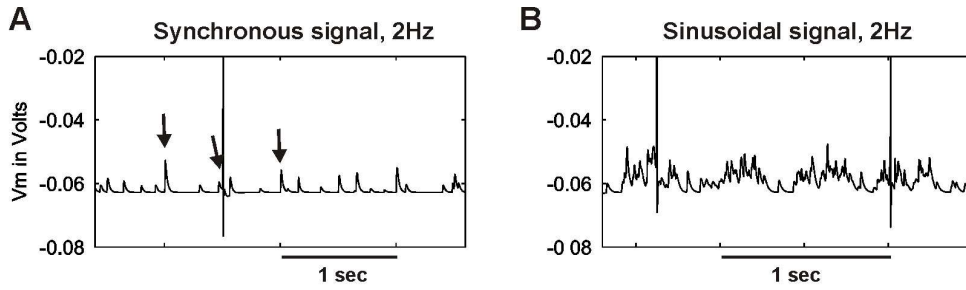 A
Synchronous signal, 2Hz
Vm in Volts
-0.02
-0.04
-0.06
-0.08
1 sec
B
Sinusoidal signal, 2Hz
-0.02
-0.04
-0.06
-0 08
1 sec